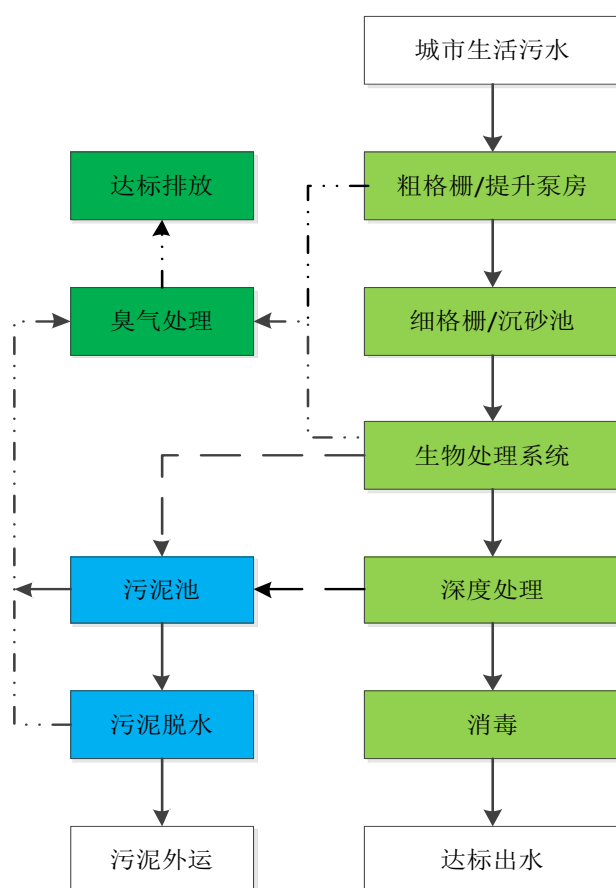 城市生活污水
达标排放
粗格栅/提升泵房
臭气处理
细格栅/沉砂池
生物处理系统
污泥池
深度处理
污泥脱水
消毒
污泥外运
达标出水